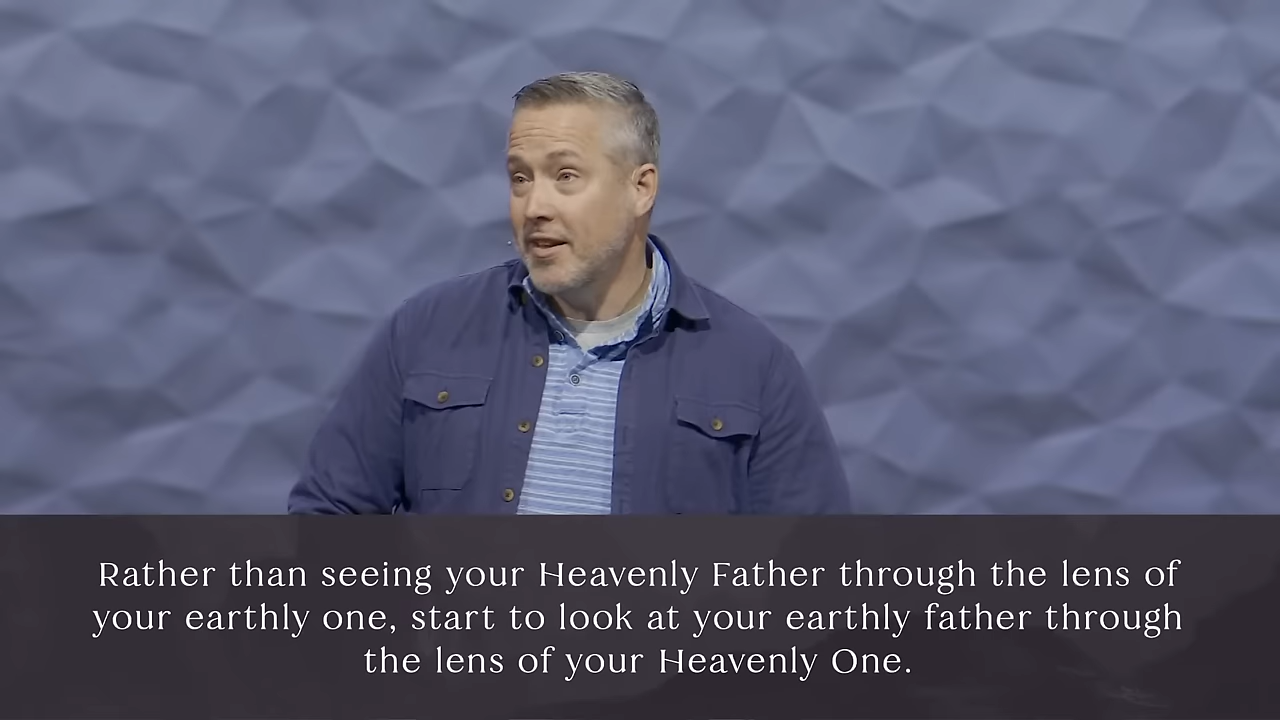 Rather than seeing your Heavenly Father through the lens of
your earthly one, start to look at your earthly father through
the lens of your Heavenly One.